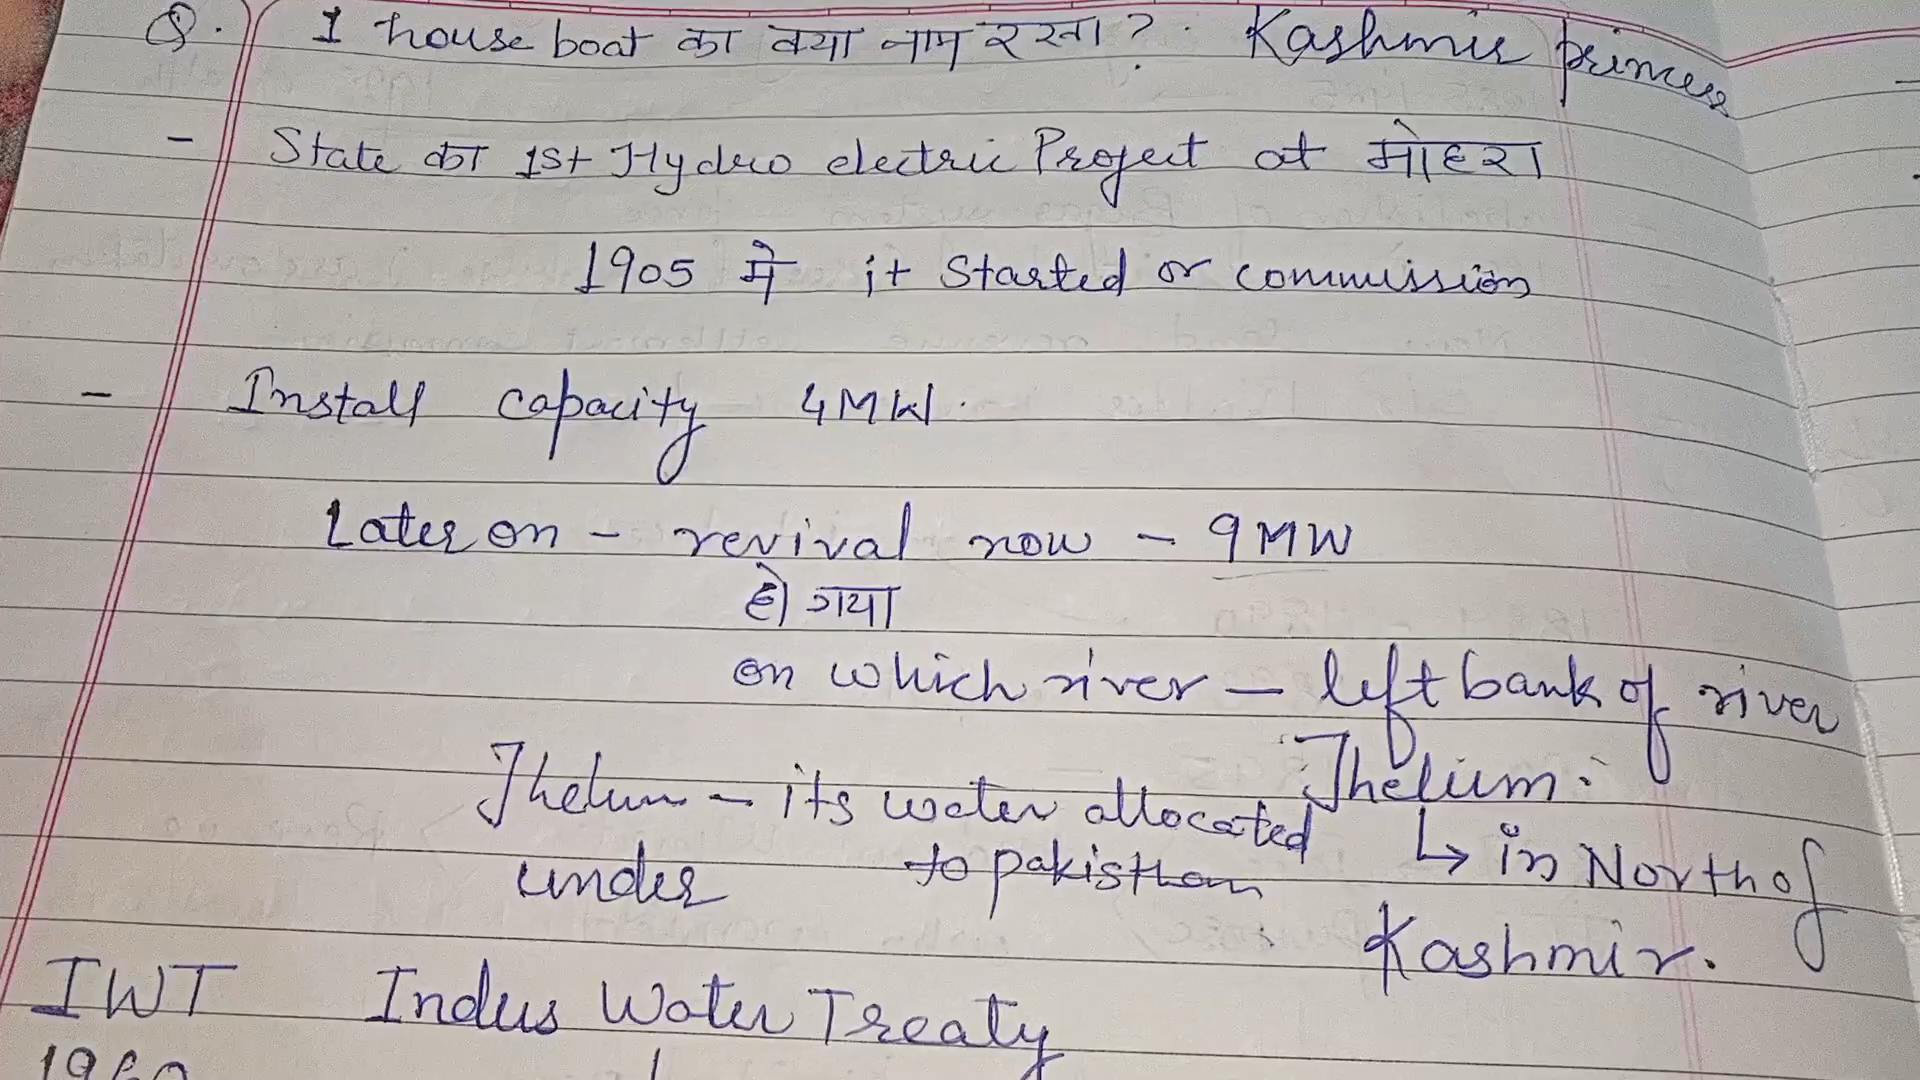 Q. I house boat का क्या नाम रखा? Kashmir princess
- State का 1st Hydro electric Project at मोहरा
1905 मे it Started or commission
- Install capacity 4MW.
Later on - revival now - 9MW
हो गया
on which river - left bank of river
Jhelum.
Jhelum - its water allocated
under to pakisthan
↳ in North of
Kashmir.
IWT Indus Water Treaty
1960